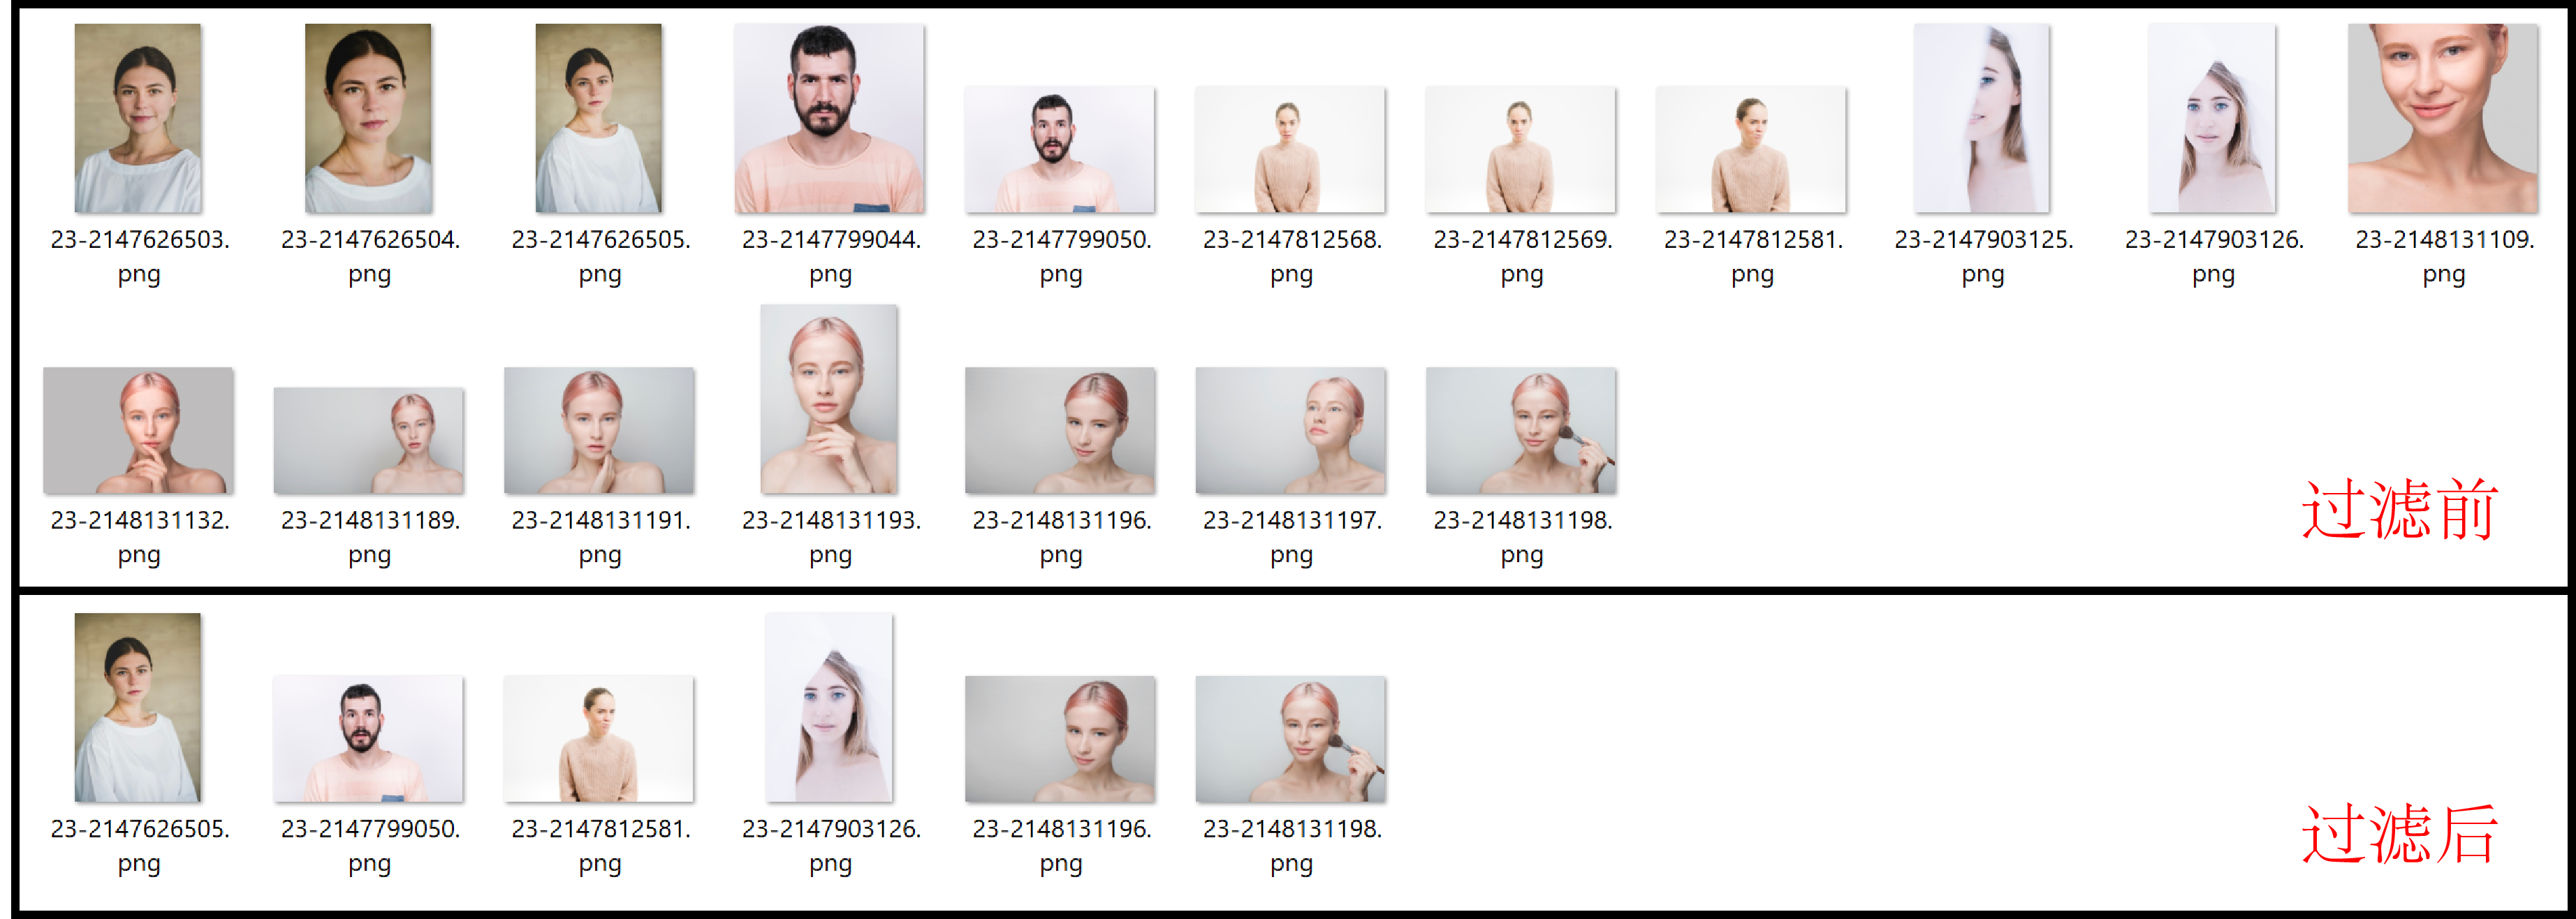 23-2147626503.
png
23-2147626504.
png
23-2147626505.
png
23-2147799044.
png
23-2147799050.
png
23-2147812568.
png
23-2147812569.
png
23-2147812581.
png
23-2147903125.
png
23-2147903126.
png
23-2148131109.
png
23-2148131132.
png
23-2148131189.
png
23-2148131191.
png
23-2148131193.
png
23-2148131196.
png
23-2148131197.
png
23-2148131198.
png
过滤前
23-2147626505.
png
23-2147799050.
png
23-2147812581.
png
23-2147903126.
png
23-2148131196.
png
23-2148131198.
png
过滤后